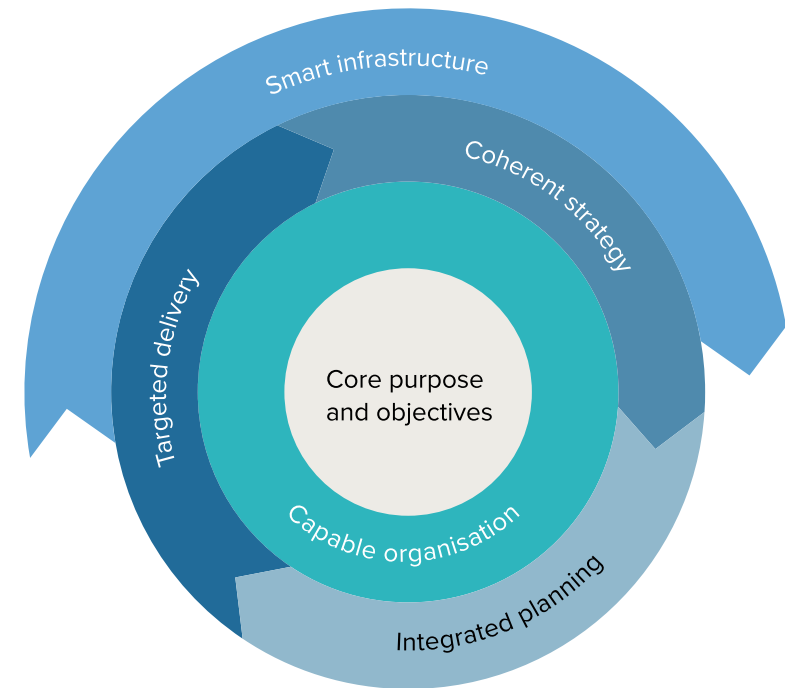 Smart infrastructure
Coherent strategy
Targeted delivery
Core purpose
and objectives
Capable organisation
Integrated planning